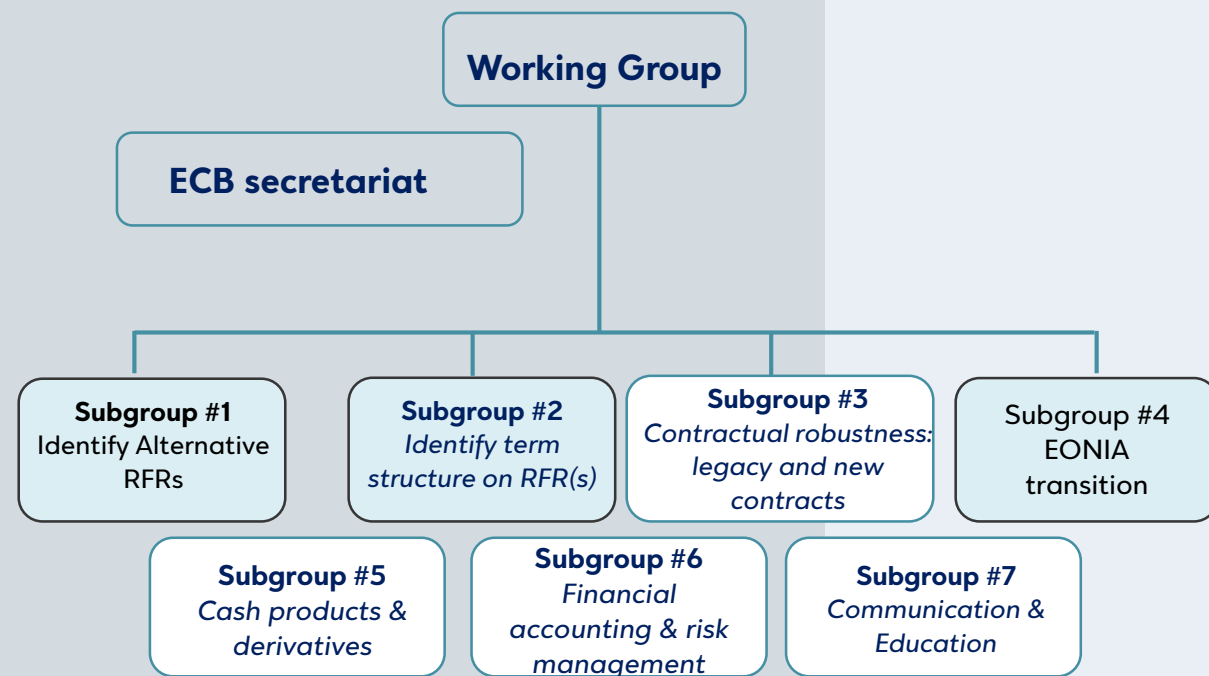 Working Group
ECB secretariat
Subgroup #1
Identify Alternative
RFRs
Subgroup #2
Identify term
structure on RFR(s)
Subgroup #3
Contractual robustness:
legacy and new
contracts
Subgroup #4
EONIA
transition
Subgroup #5
Cash products &
derivatives
Subgroup #6
Financial
accounting & risk
management
Subgroup #7
Communication &
Education